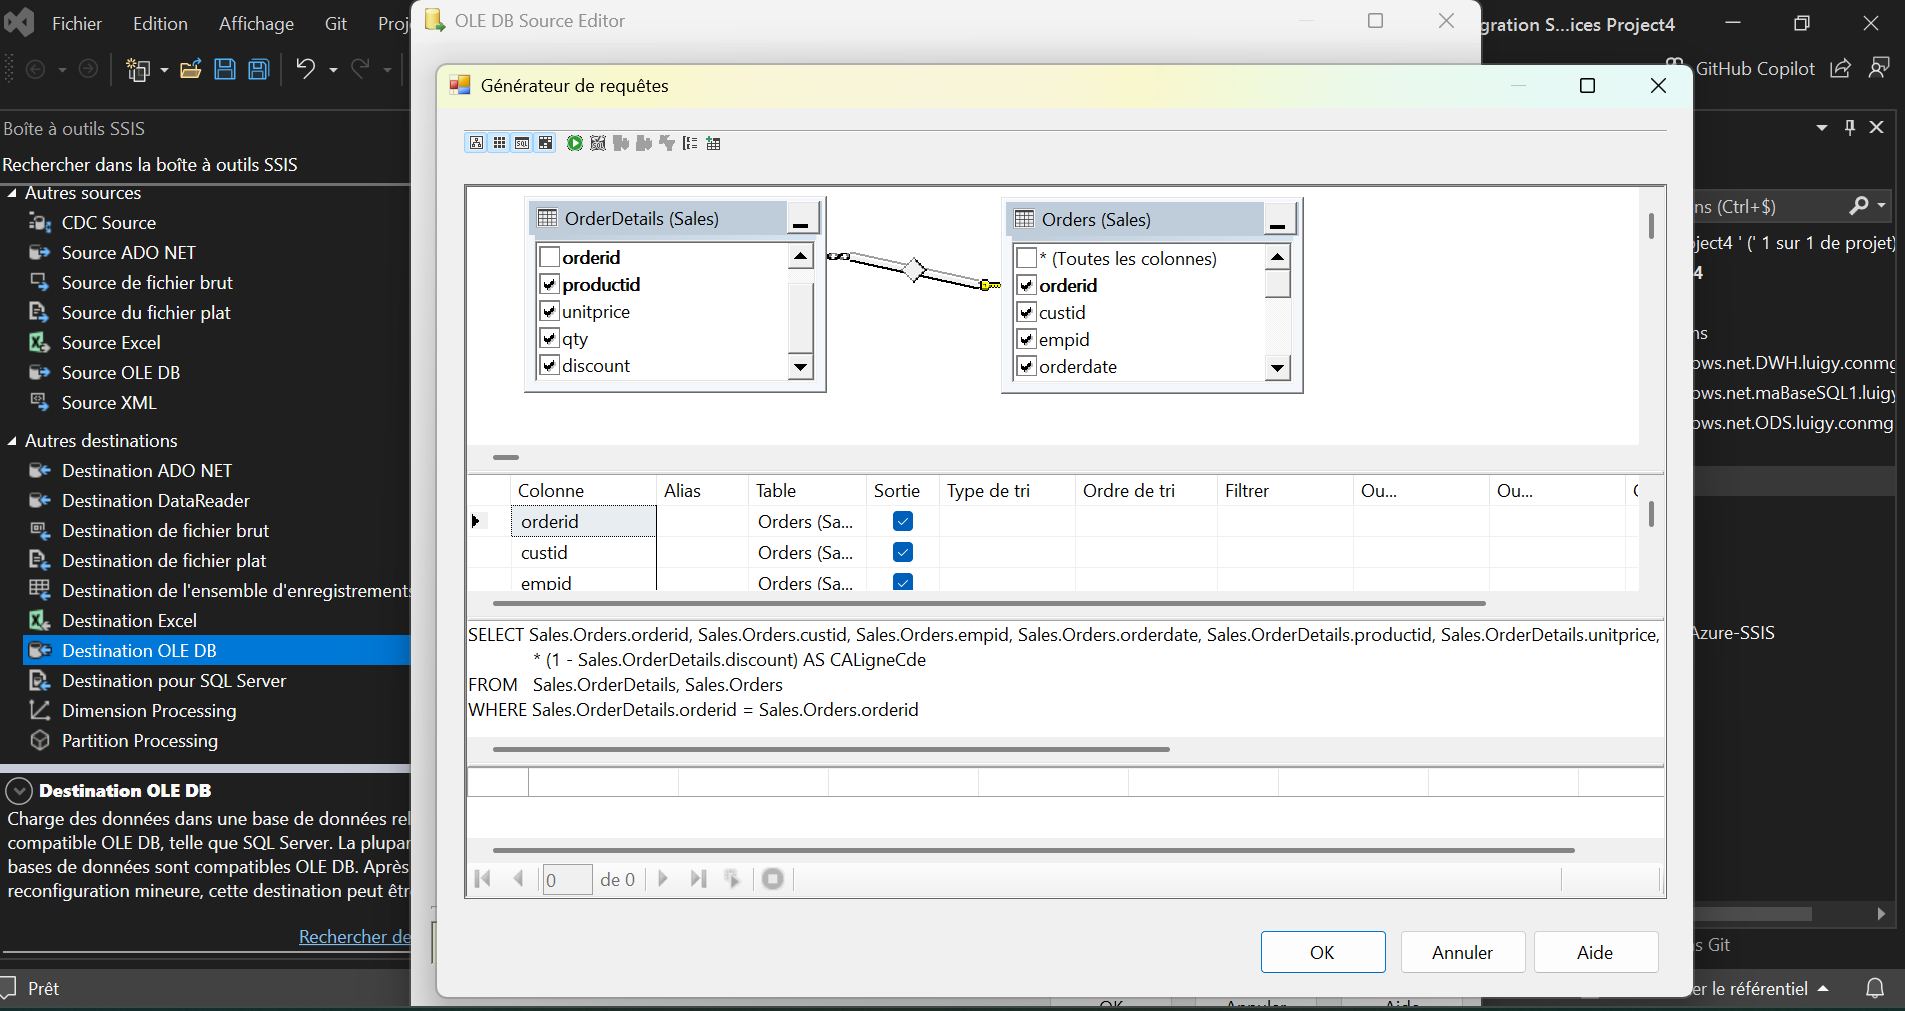 Fichier Edition Affichage Git
OLE DB Source Editor
gration S...ices Project4
GitHub Copilot
Générateur de requêtes
Boîte à outils SSIS
Rechercher dans la boîte à outils SSIS
Autres sources
CDC Source
Source ADO NET
Source de fichier brut
Source du fichier plat
Source Excel
Source OLE DB
Source XML
Autres destinations
Destination ADO NET
Destination DataReader
Destination de fichier brut
Destination de fichier plat
Destination de l'ensemble d'enregistrements
Destination Excel
Destination OLE DB
Destination pour SQL Server
Dimension Processing
Partition Processing
Destination OLE DB
Charge des données dans une base de données rel
compatible OLE DB, telle que SQL Server. La plupar
bases de données sont compatibles OLE DB. Après
reconfiguration mineure, cette destination peut êtr
Rechercher de
Prêt
OrderDetails (Sales)
orderid
productid
unitprice
qty
discount
Orders (Sales)
* (Toutes les colonnes)
orderid
custid
empid
orderdate
Colonne Alias Table Sortie Type de tri Ordre de tri Filtrer Ou... Ou...
orderid Orders (Sa...
custid Orders (Sa...
empid Orders (Sa...
SELECT Sales.Orders.orderid, Sales.Orders.custid, Sales.Orders.empid, Sales.Orders.orderdate, Sales.OrderDetails.productid, Sales.OrderDetails.unitprice,
* (1 - Sales.OrderDetails.discount) AS CALigneCde
FROM Sales.OrderDetails, Sales.Orders
WHERE Sales.OrderDetails.orderid = Sales.Orders.orderid
0 de 0
OK Annuler Aide
OK Annuler Aide
ns (Ctrl+$)
ject4 ' (' 1 sur 1 de projet)
4
ns
ows.net.DWH.luigy.conmg
ows.net.maBaseSQL1.luigy
ows.net.ODS.luigy.conmg
Azure-SSIS
s Git
er le référentiel